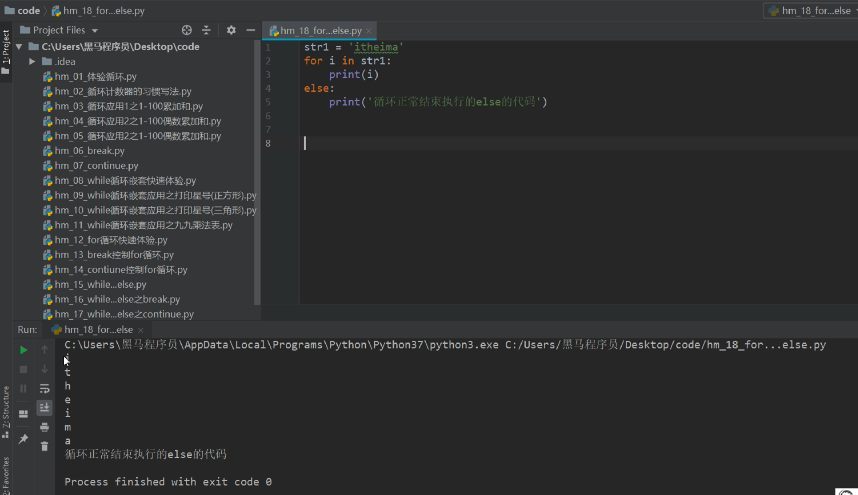 code hm_18_for...else.py hm_18_for...else
1: Project
Project Files
hm_18_for...else.py
C:\Users\黑马程序员\Desktop\code
.idea
hm_01_体验循环.py
hm_02_循环计数器的习惯写法.py
hm_03_循环应用1之1-100累加和.py
hm_04_循环应用2之1-100偶数累加和.py
hm_05_循环应用2之1-100偶数累加和.py
hm_06_break.py
hm_07_continue.py
hm_08_while循环嵌套快速体验.py
hm_09_while循环嵌套应用之打印星号(正方形).py
hm_10_while循环嵌套应用之打印星号(三角形).py
hm_11_while循环嵌套应用之九九乘法表.py
hm_12_for循环快速体验.py
hm_13_break控制for循环.py
hm_14_contiune控制for循环.py
hm_15_while...else.py
hm_16_while...else之break.py
hm_17_while...else之continue.py
1 str1 = 'itheima'
2 for i in str1:
3 print(i)
4 else:
5 print('循环正常结束执行的else的代码')
6
7
8
Run: hm_18_for...else
C:\Users\黑马程序员\AppData\Local\Programs\Python\Python37\python3.exe C:/Users/黑马程序员/Desktop/code/hm_18_for...else.py
i
t
h
e
i
m
a
循环正常结束执行的else的代码
Process finished with exit code 0
Z: Structure
2: Favorites